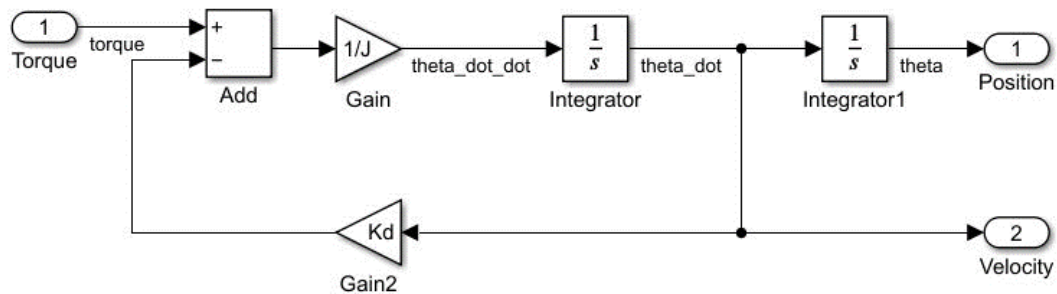 1
torque
Torque
+
−
Add
1/J
Gain
theta_dot_dot
1
s
Integrator
theta_dot
1
s
Integrator1
theta
1
Position
Kd
Gain2
2
Velocity